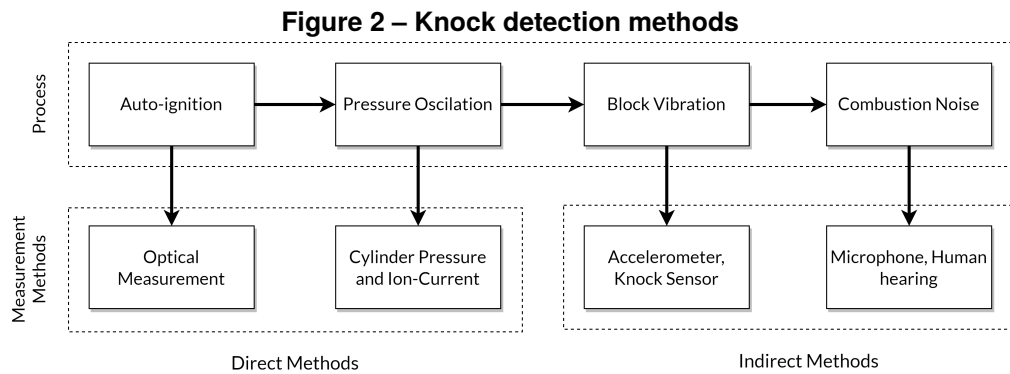 Figure 2 – Knock detection methods
Process
Auto-ignition
Pressure Oscilation
Block Vibration
Combustion Noise
Measurement
Methods
Optical
Measurement
Cylinder Pressure
and Ion-Current
Accelerometer,
Knock Sensor
Microphone, Human
hearing
Direct Methods
Indirect Methods